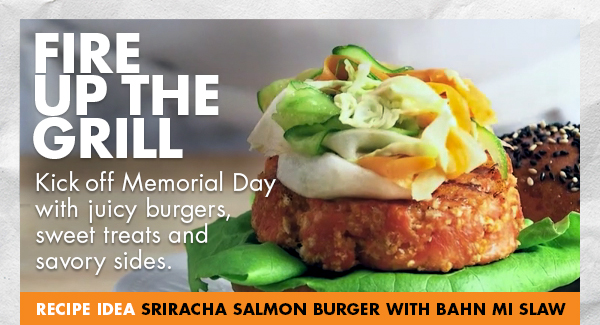 FIRE
UP THE
GRILL
Kick off Memorial Day
with juicy burgers,
sweet treats and
savory sides.
RECIPE IDEA SRIRACHA SALMON BURGER WITH BAHN MI SLAW